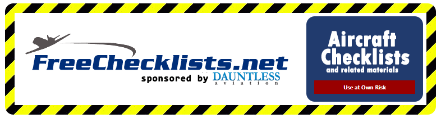 FreeChecklists.net
sponsored by DAUNTLESS
aviation
Aircraft
Checklists
and related materials
Use at Own Risk